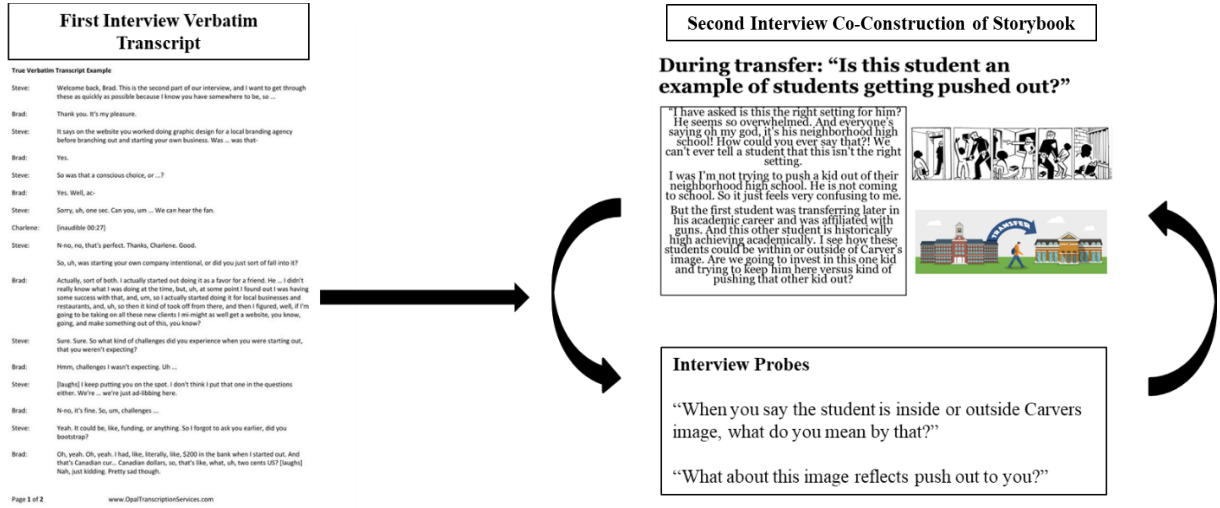 First Interview Verbatim
Transcript
True Verbatim Transcript Example
Steve: Welcome back, Brad. This is the second part of our interview, and I want to get through
these as quickly as possible because I know you have somewhere to be, so ...
Brad: Thank you. It's my pleasure.
Steve: It says on the website you worked doing graphic design for a local branding agency
before branching out and starting your own business. Was ... was that-
Brad: Yes.
Steve: So was that a conscious choice, or ...?
Brad: Yes. Well, ac-
Steve: Sorry, uh, one sec. Can you, um ... We can hear the fan.
Charlene: [inaudible 00:27]
Steve: N-no, no, that's perfect. Thanks, Charlene. Good.
So, uh, was starting your own company intentional, or did you just sort of fall into it?
Brad: Actually, sort of both. I actually started out doing it as a favor for a friend. He ... I didn't
really know what I was doing at the time, but, uh, at some point I found out I was having
some success with that, and, um, so I actually started doing it for local businesses and
restaurants, and, uh, so then it kind of took off from there, and then I figured, well, if I'm
going to be taking on all these new clients I mi-might as well get a website, you know,
going, and make something out of this, you know?
Steve: Sure. Sure. So what kind of challenges did you experience when you were starting out,
that you weren't expecting?
Brad: Hmm, challenges I wasn't expecting. Uh ...
Steve: [laughs] I keep putting you on the spot. I don't think I put that one in the questions
either. We're ... we're just ad-libbing here.
Brad: N-no, it's fine. So, um, challenges ...
Steve: Yeah. It could be, like, funding, or anything. So I forgot to ask you earlier, did you
bootstrap?
Brad: Oh, yeah. Oh, yeah. I had, like, literally, like, $200 in the bank when I started out. And
that's Canadian cur... Canadian dollars, so, that's like, what, uh, two cents US? [laughs]
Nah, just kidding. Pretty sad though.
Page 1 of 2 www.OpalTranscriptionServices.com
Second Interview Co-Construction of Storybook
During transfer: “Is this student an
example of students getting pushed out?”
“I have asked is this the right setting for him?
He seems so overwhelmed. And everyone's
saying oh my god, it's his neighborhood high
school! How could you ever say that?! We
can't ever tell a student that this isn't the right
setting.
I was I'm not trying to push a kid out of their
neighborhood high school. He is not coming
to school. So it just feels very confusing to me.
But the first student was transferring later in
his academic career and was affiliated with
guns. And this other student is historically
high achieving academically. I see how these
students could be within or outside of Carver's
image. Are we going to invest in this one kid
and trying to keep him here versus kind of
pushing that other kid out?
TRANSFER
Interview Probes
“When you say the student is inside or outside Carvers
image, what do you mean by that?”
“What about this image reflects push out to you?”